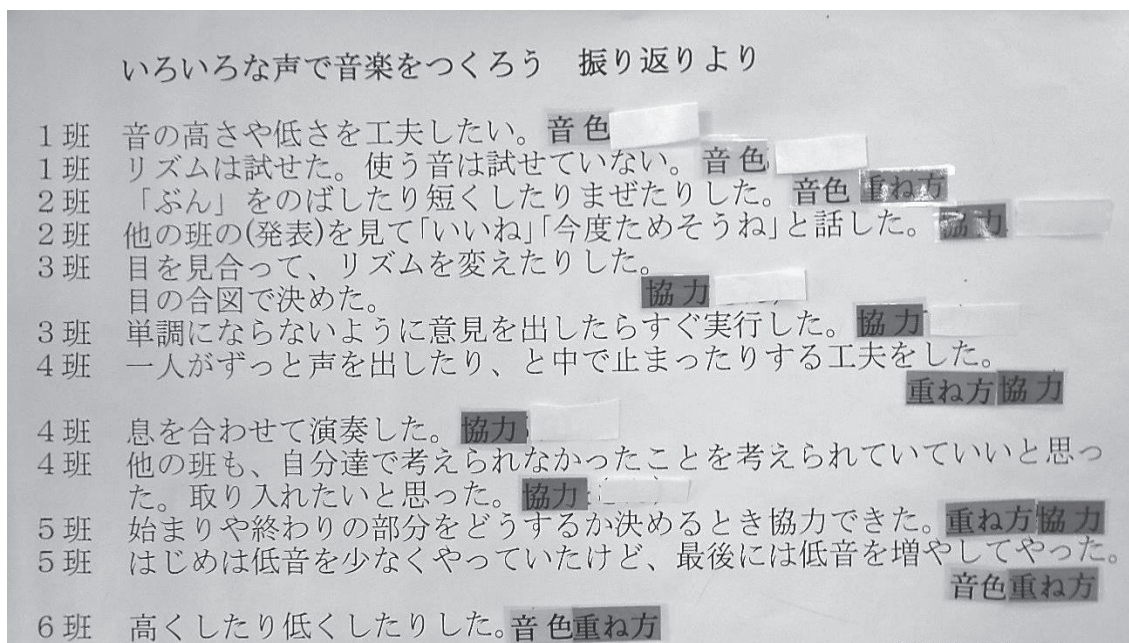 いろいろな声で音楽をつくろう　振り返りより
1班　音の高さや低さを工夫したい。音色
1班　リズムは試せた。使う音は試せていない。音色
2班　「ぶん」をのばしたり短くしたりまぜたりした。音色 重ね方
2班　他の班の(発表)を見て「いいね」「今度ためそうね」と話した。協力
3班　目を見合って、リズムを変えたりした。
目の合図で決めた。　協力
3班　単調にならないように意見を出したらすぐ実行した。協力
4班　一人がずっと声を出したり、と中で止まったりする工夫をした。
重ね方 協力
4班　息を合わせて演奏した。協力
4班　他の班も、自分達で考えられなかったことを考えられていていいと思っ
た。取り入れたいと思った。協力
5班　始まりや終わりの部分をどうするか決めるとき協力できた。重ね方 協力
5班　はじめは低音を少なくやっていたけど、最後には低音を増やしてやった。
音色 重ね方
6班　高くしたり低くしたりした。音色 重ね方